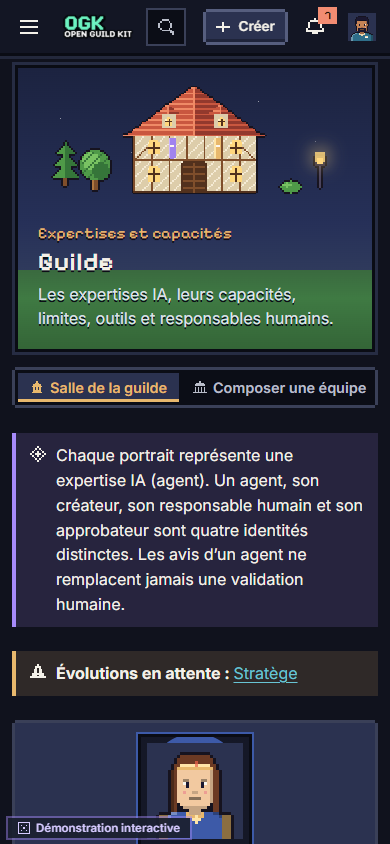 OGK
OPEN GUILD KIT
Créer
7
Expertises et capacités
Guilde
Les expertises IA, leurs capacités,
limites, outils et responsables humains.
Salle de la guilde
Composer une équipe
Chaque portrait représente une
expertise IA (agent). Un agent, son
créateur, son responsable humain et son
approbateur sont quatre identités
distinctes. Les avis d’un agent ne
remplacent jamais une validation
humaine.
Évolutions en attente : Stratège
Démonstration interactive